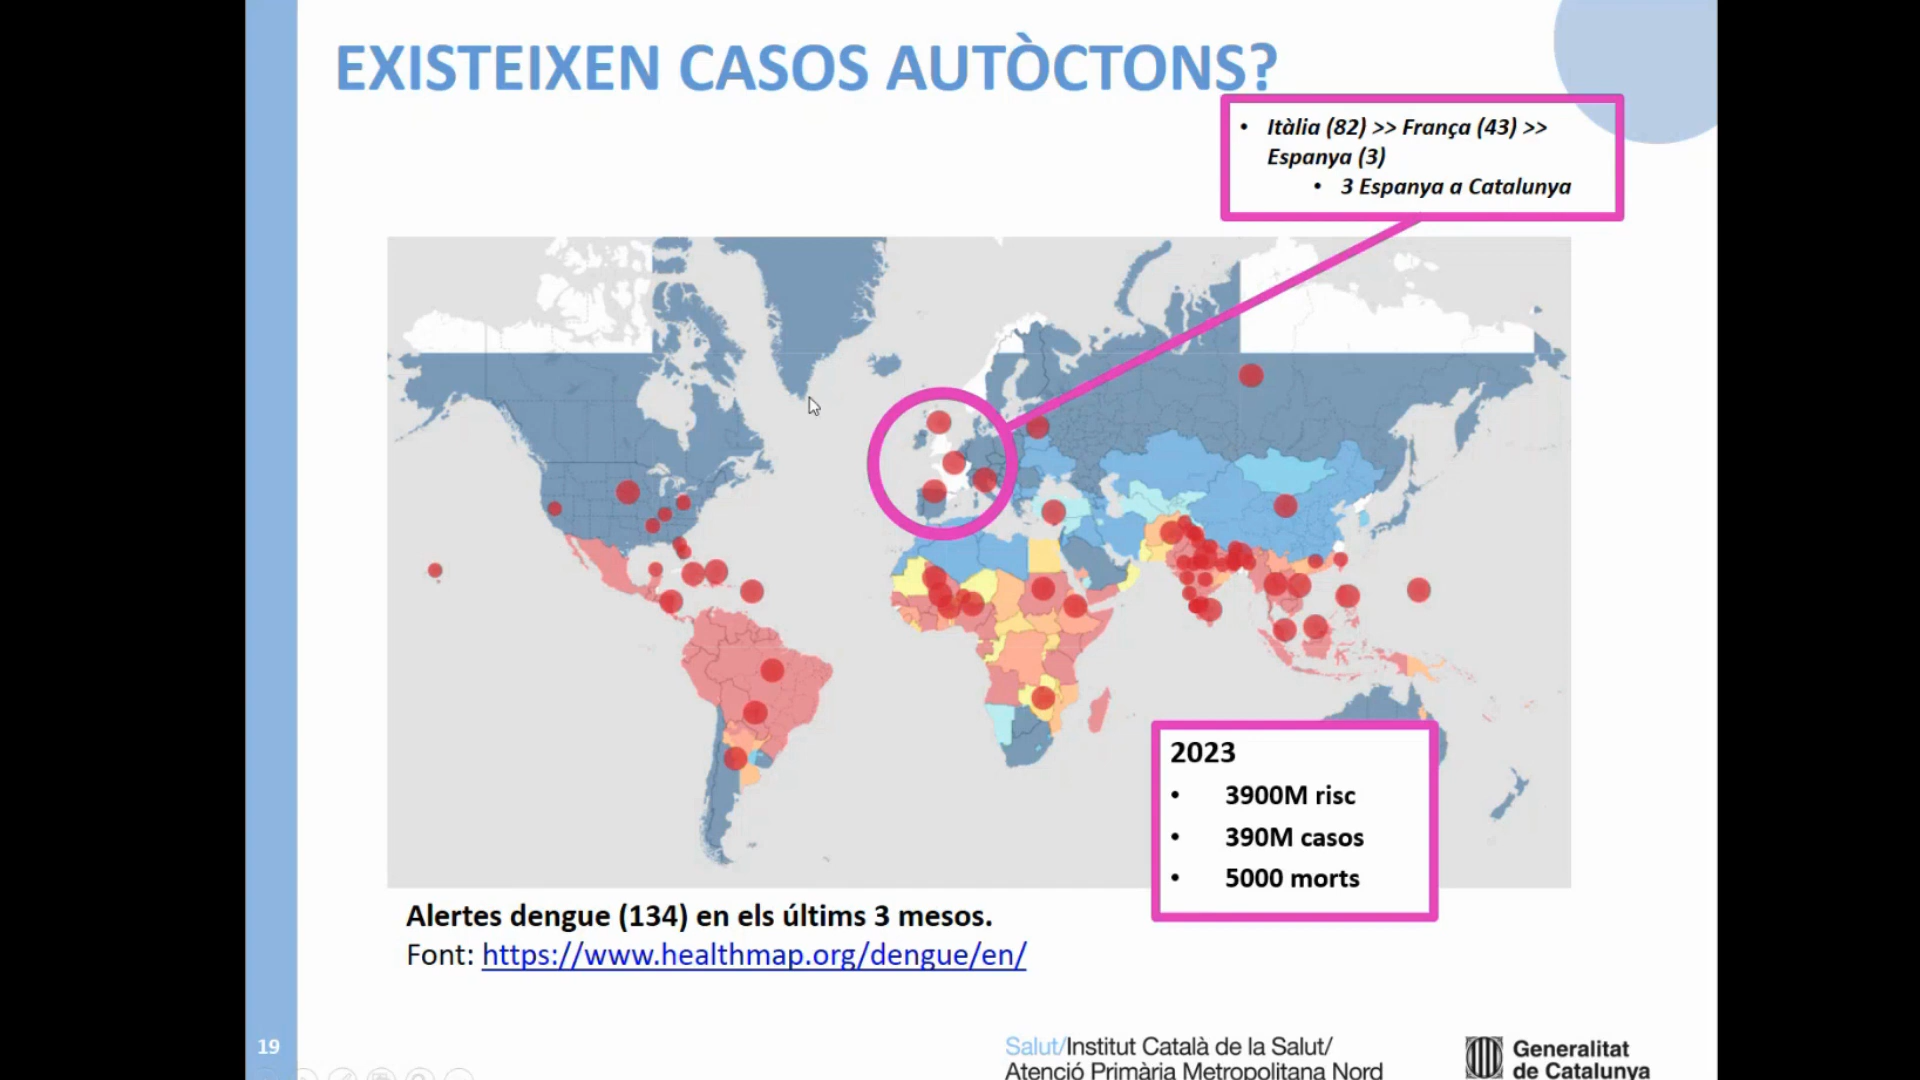 EXISTEIXEN CASOS AUTÒCTONS?
• Itàlia (82) >> França (43) >>
Espanya (3)
• 3 Espanya a Catalunya
2023
• 3900M risc
• 390M casos
• 5000 morts
Alertes dengue (134) en els últims 3 mesos.
Font: https://www.healthmap.org/dengue/en/
19
Salut/Institut Català de la Salut/
Atenció Primària Metropolitana Nord
Generalitat
de Catalunya